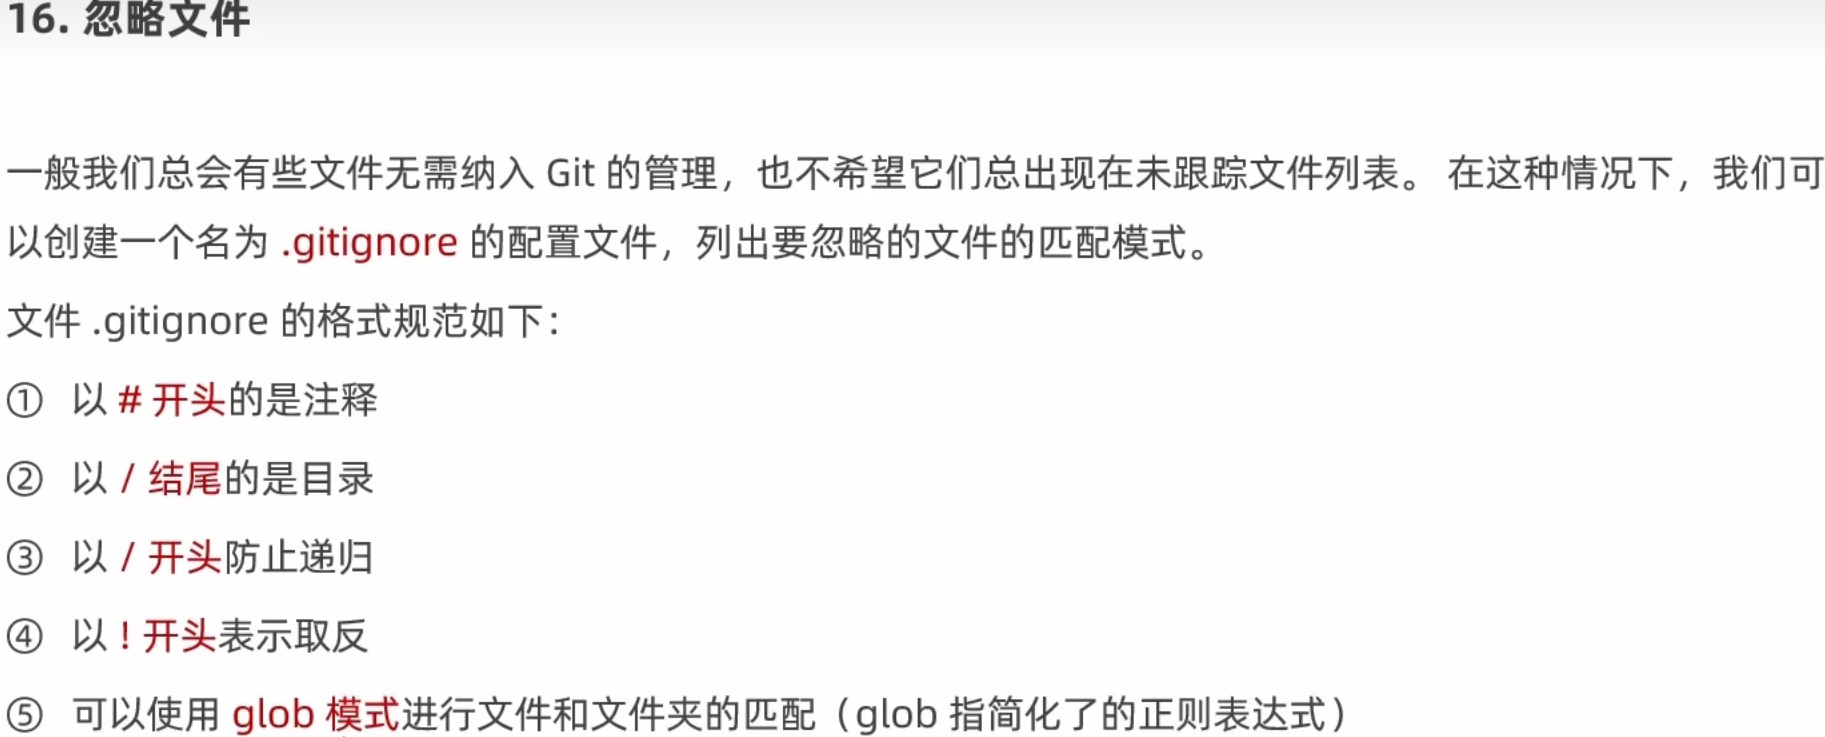 16. 忽略文件
一般我们总会有些文件无需纳入 Git 的管理，也不希望它们总出现在未跟踪文件列表。 在这种情况下，我们可
以创建一个名为 .gitignore 的配置文件，列出要忽略的文件的匹配模式。
文件 .gitignore 的格式规范如下：
① 以 # 开头的是注释
② 以 / 结尾的是目录
③ 以 / 开头防止递归
④ 以 ! 开头表示取反
⑤ 可以使用 glob 模式进行文件和文件夹的匹配（glob 指简化了的正则表达式）